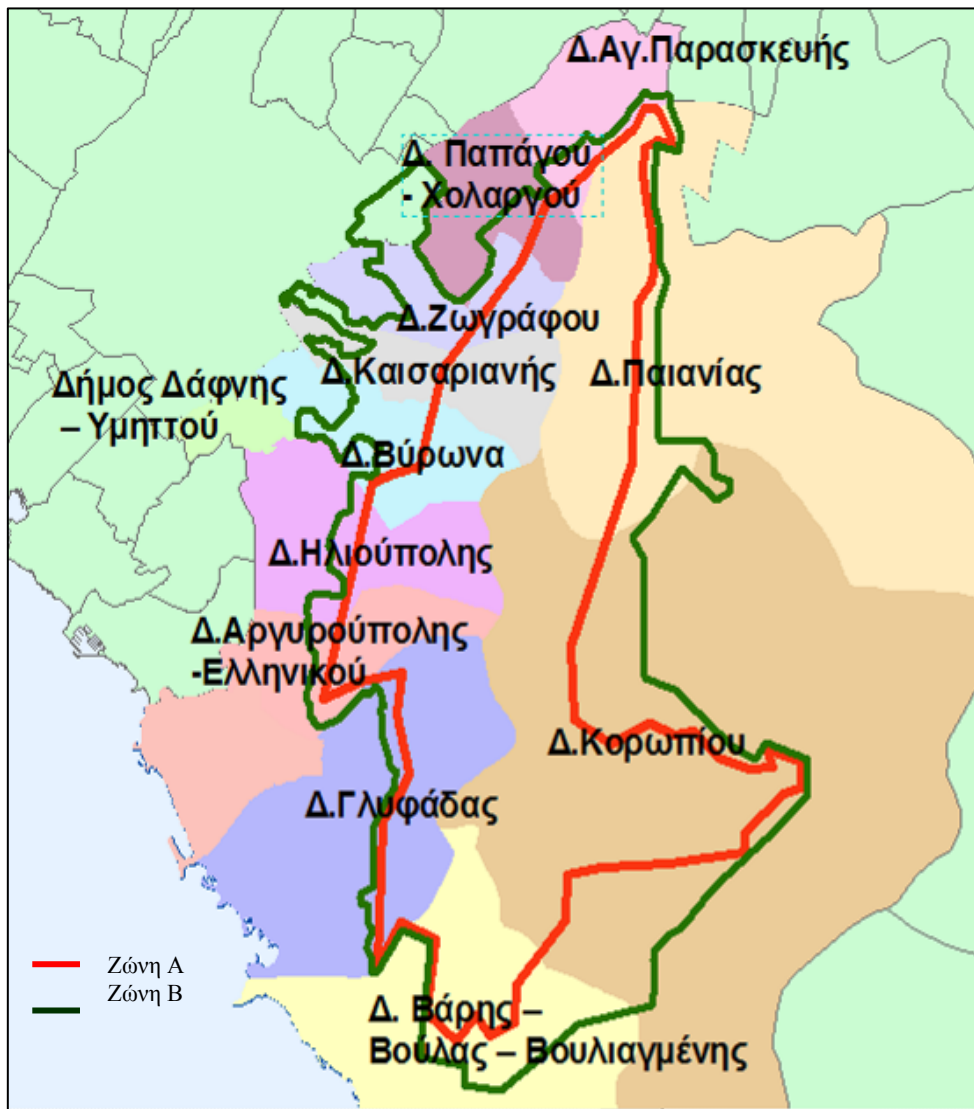 Δ.Αγ.Παρασκευής
Δ. Παπάγου
- Χολαργού
Δ.Ζωγράφου
Δ.Καισαριανής
Δ.Παιανίας
Δήμος Δάφνης
– Υμηττού
Δ.Βύρωνα
Δ.Ηλιούπολης
Δ.Αργυρούπολης
-Ελληνικού
Δ.Κορωπίου
Δ.Γλυφάδας
Ζώνη Α
Ζώνη Β
Δ. Βάρης –
Βούλας – Βουλιαγμένης